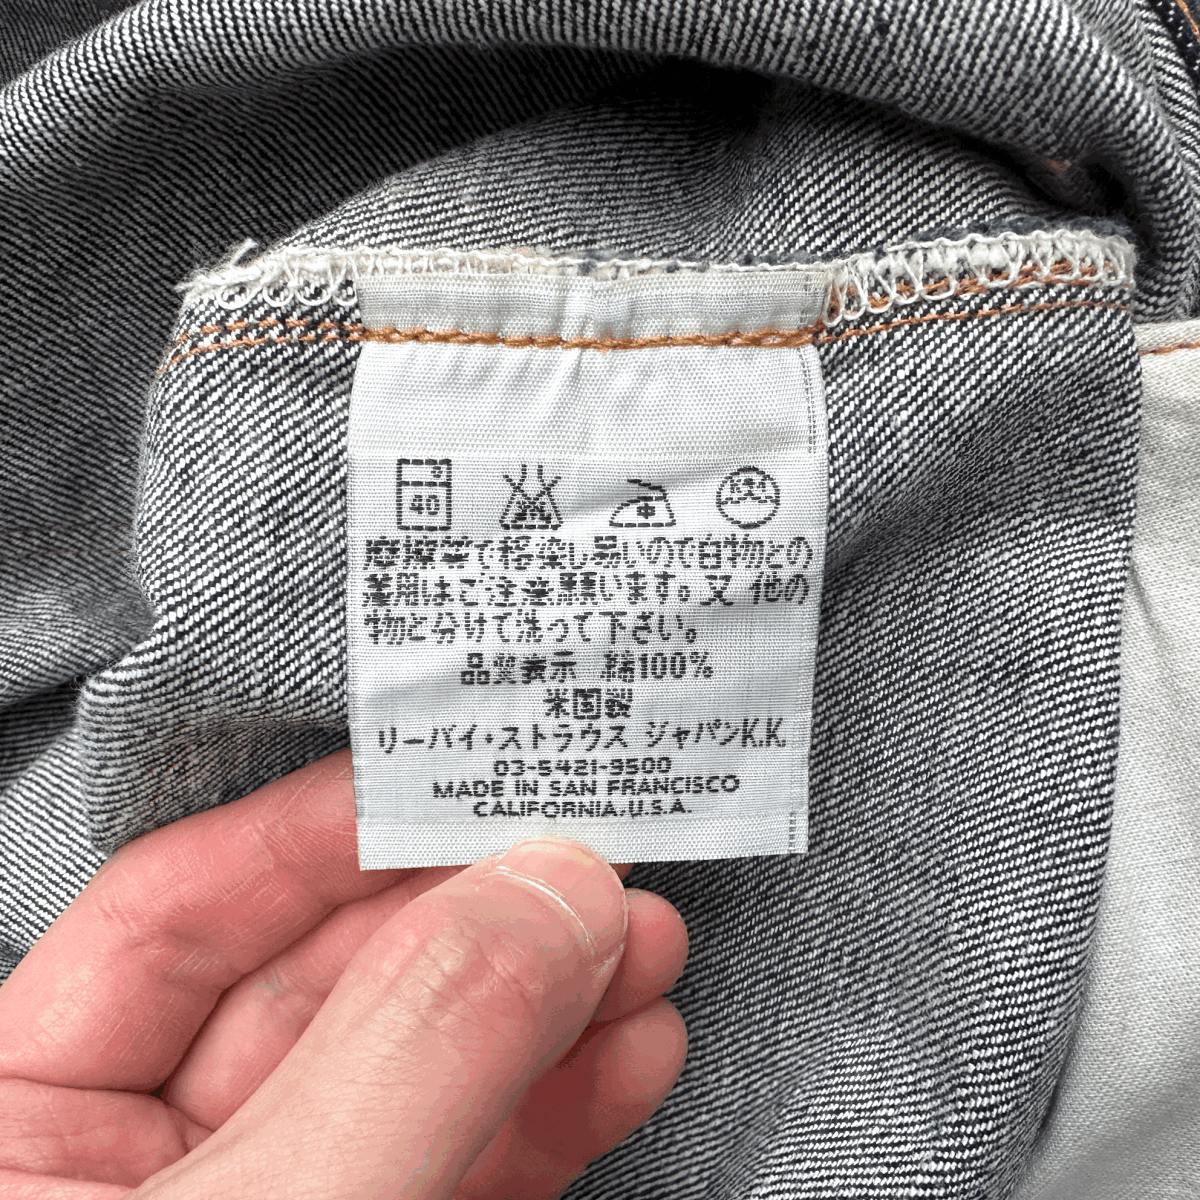 40
摩擦等で移染し易いので白物との
着用はご注意願います。又 他の
物と分けて洗って下さい。
品質表示 綿100%
米国製
リーバイ・ストラウス ジャパンK.K.
03-5421-3500
MADE IN SAN FRANCISCO
CALIFORNIA.U.S.A.